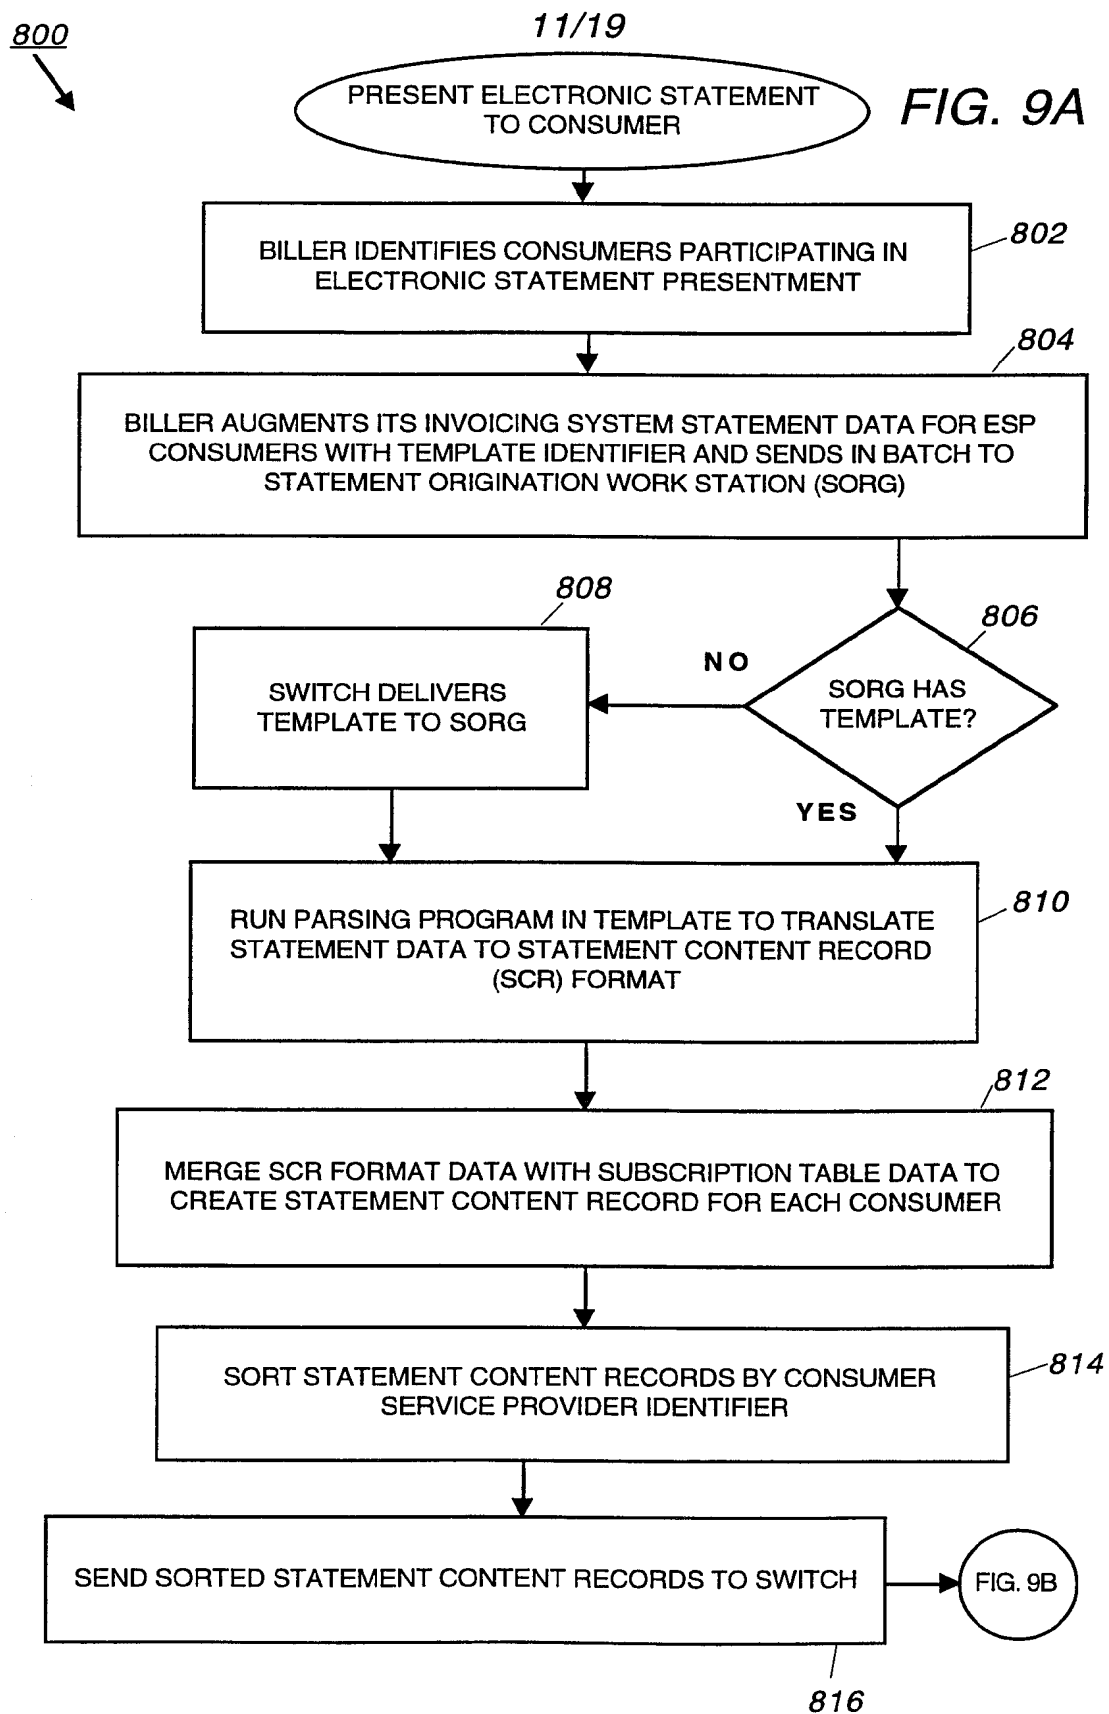 800
11/19
FIG. 9A
PRESENT ELECTRONIC STATEMENT
TO CONSUMER
802
BILLER IDENTIFIES CONSUMERS PARTICIPATING IN
ELECTRONIC STATEMENT PRESENTMENT
804
BILLER AUGMENTS ITS INVOICING SYSTEM STATEMENT DATA FOR ESP
CONSUMERS WITH TEMPLATE IDENTIFIER AND SENDS IN BATCH TO
STATEMENT ORIGINATION WORK STATION (SORG)
806
SORG HAS
TEMPLATE?
NO
808
SWITCH DELIVERS
TEMPLATE TO SORG
YES
810
RUN PARSING PROGRAM IN TEMPLATE TO TRANSLATE
STATEMENT DATA TO STATEMENT CONTENT RECORD
(SCR) FORMAT
812
MERGE SCR FORMAT DATA WITH SUBSCRIPTION TABLE DATA TO
CREATE STATEMENT CONTENT RECORD FOR EACH CONSUMER
814
SORT STATEMENT CONTENT RECORDS BY CONSUMER
SERVICE PROVIDER IDENTIFIER
SEND SORTED STATEMENT CONTENT RECORDS TO SWITCH
FIG. 9B
816